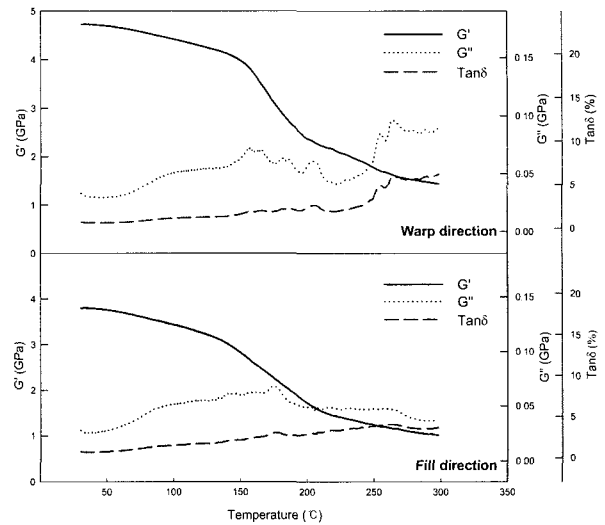 5
4
3
2
1
0
G' (GPa)
G'
G''
Tanδ
Warp direction
0.15
0.10
0.05
0.00
G'' (GPa)
20
15
10
5
0
Tanδ (%)
4
3
2
1
0
G' (GPa)
G'
G''
Tanδ
Fill direction
0.15
0.10
0.05
0.00
G'' (GPa)
20
15
10
5
0
Tanδ (%)
50 100 150 200 250 300 350
Temperature (℃)